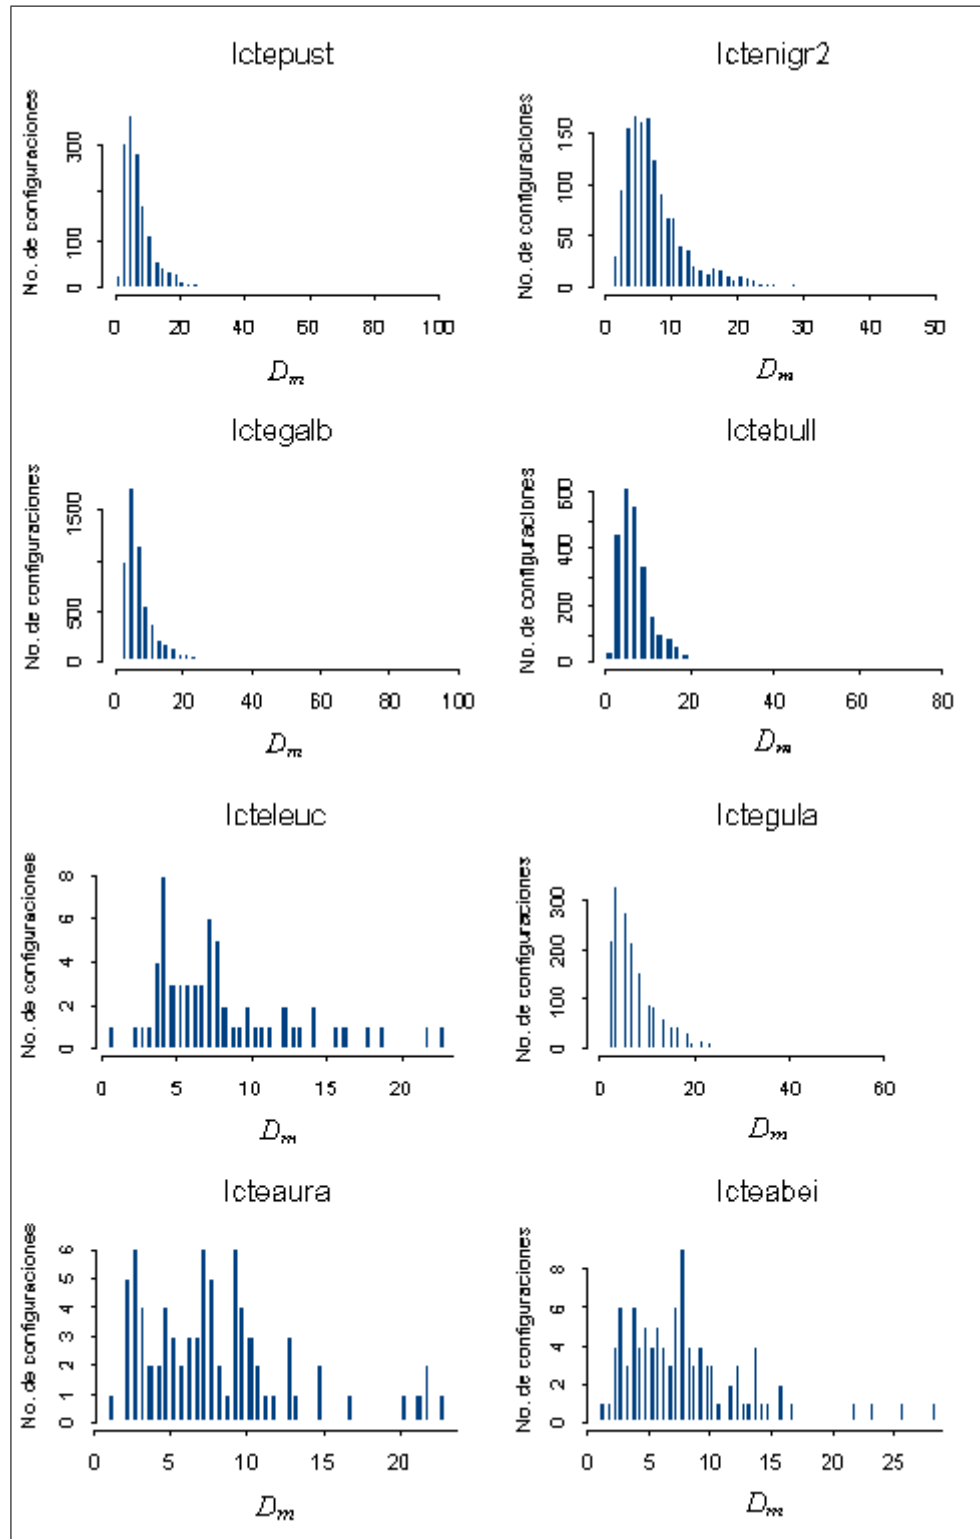 Ictepust
No. de configuraciones
300
100
0
0 20 40 60 80 100
Dm
Ictenigr2
No. de configuraciones
150
100
50
0
0 10 20 30 40 50
Dm
Ictegalb
No. de configuraciones
1500
500
0
0 20 40 60 80 100
Dm
Ictebull
No. de configuraciones
600
400
200
0
0 20 40 60 80
Dm
Icteleuc
No. de configuraciones
8
6
4
2
0
0 5 10 15 20
Dm
Ictegula
No. de configuraciones
300
200
100
0
0 20 40 60
Dm
Icteaura
No. de configuraciones
6
5
4
3
2
1
0
0 5 10 15 20
Dm
Icteabei
No. de configuraciones
8
6
4
2
0
0 5 10 15 20 25
Dm